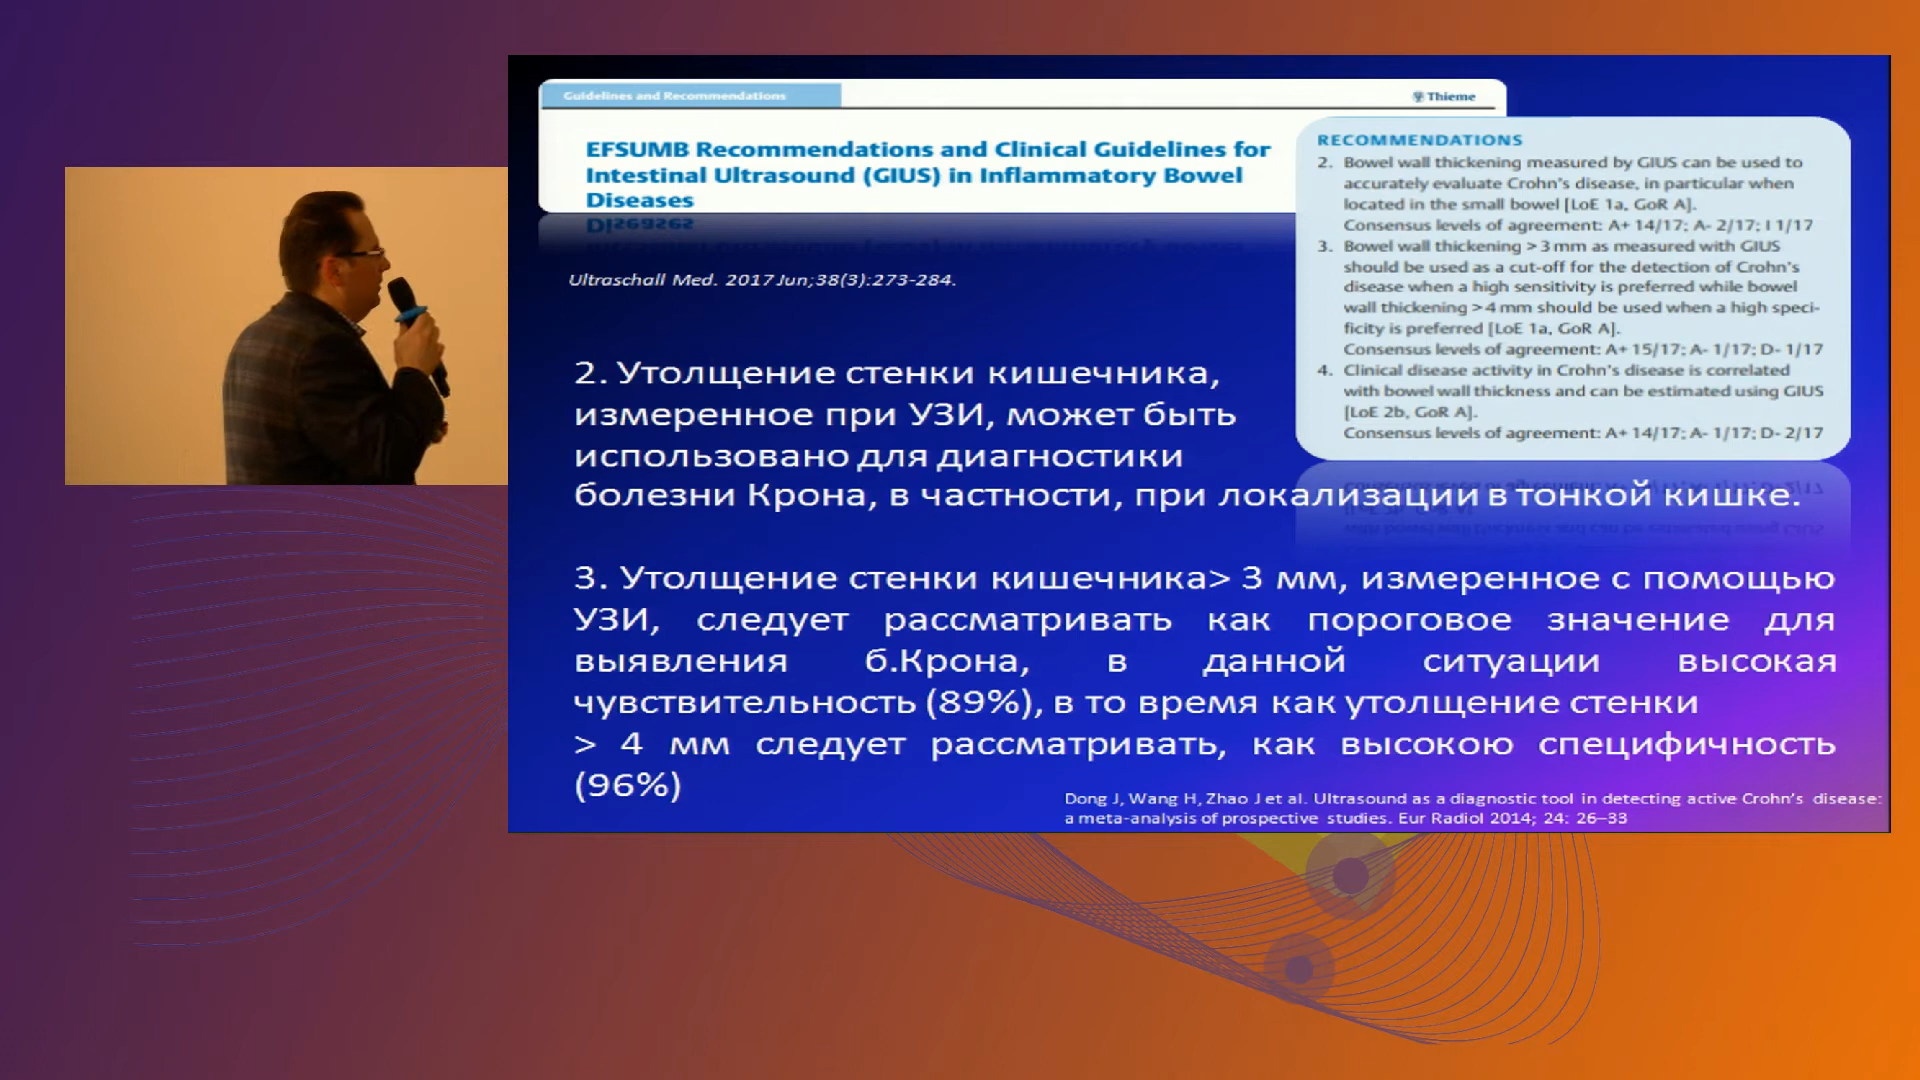 Guidelines and Recommendations
Thieme
EFSUMB Recommendations and Clinical Guidelines for
Intestinal Ultrasound (GIUS) in Inflammatory Bowel
Diseases
Ultraschall Med. 2017 Jun;38(3):273-284.
RECOMMENDATIONS
2. Bowel wall thickening measured by GIUS can be used to
accurately evaluate Crohn's disease, in particular when
located in the small bowel [LoE 1a, GoR A].
Consensus levels of agreement: A+ 14/17; A- 2/17; I 1/17
3. Bowel wall thickening > 3 mm as measured with GIUS
should be used as a cut-off for the detection of Crohn's
disease when a high sensitivity is preferred while bowel
wall thickening > 4 mm should be used when a high speci-
ficity is preferred [LoE 1a, GoR A].
Consensus levels of agreement: A+ 15/17; A- 1/17; D- 1/17
4. Clinical disease activity in Crohn's disease is correlated
with bowel wall thickness and can be estimated using GIUS
[LoE 2b, GoR A].
Consensus levels of agreement: A+ 14/17; A- 1/17; D- 2/17
2. Утолщение стенки кишечника,
измеренное при УЗИ, может быть
использовано для диагностики
болезни Крона, в частности, при локализации в тонкой кишке.
3. Утолщение стенки кишечника> 3 мм, измеренное с помощью
УЗИ, следует рассматривать как пороговое значение для
выявления б.Крона, в данной ситуации высокая
чувствительность (89%), в то время как утолщение стенки
> 4 мм следует рассматривать, как высокою специфичность
(96%)
Dong J, Wang H, Zhao J et al. Ultrasound as a diagnostic tool in detecting active Crohn's disease:
a meta-analysis of prospective studies. Eur Radiol 2014; 24: 26–33